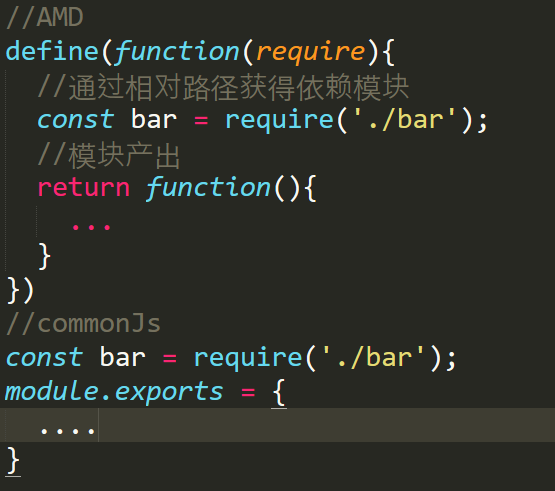 //AMD
define(function(require){
//通过相对路径获得依赖模块
const bar = require('./bar');
//模块产出
return function(){
...
}
})
//commonJs
const bar = require('./bar');
module.exports = {
....
}